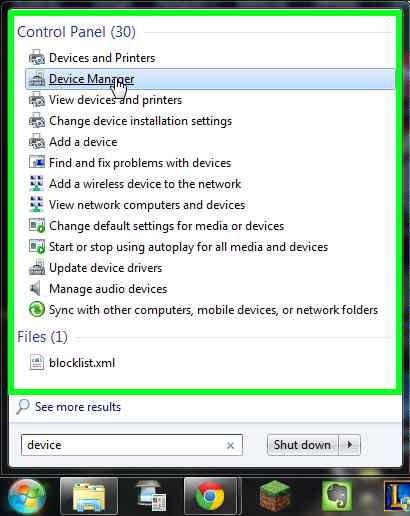 Control Panel (30)
Devices and Printers
Device Manager
View devices and printers
Change device installation settings
Add a device
Find and fix problems with devices
Add a wireless device to the network
View network computers and devices
Change default settings for media or devices
Start or stop using autoplay for all media and devices
Update device drivers
Manage audio devices
Sync with other computers, mobile devices, or network folders
Files (1)
blocklist.xml
See more results
device
Shut down
L